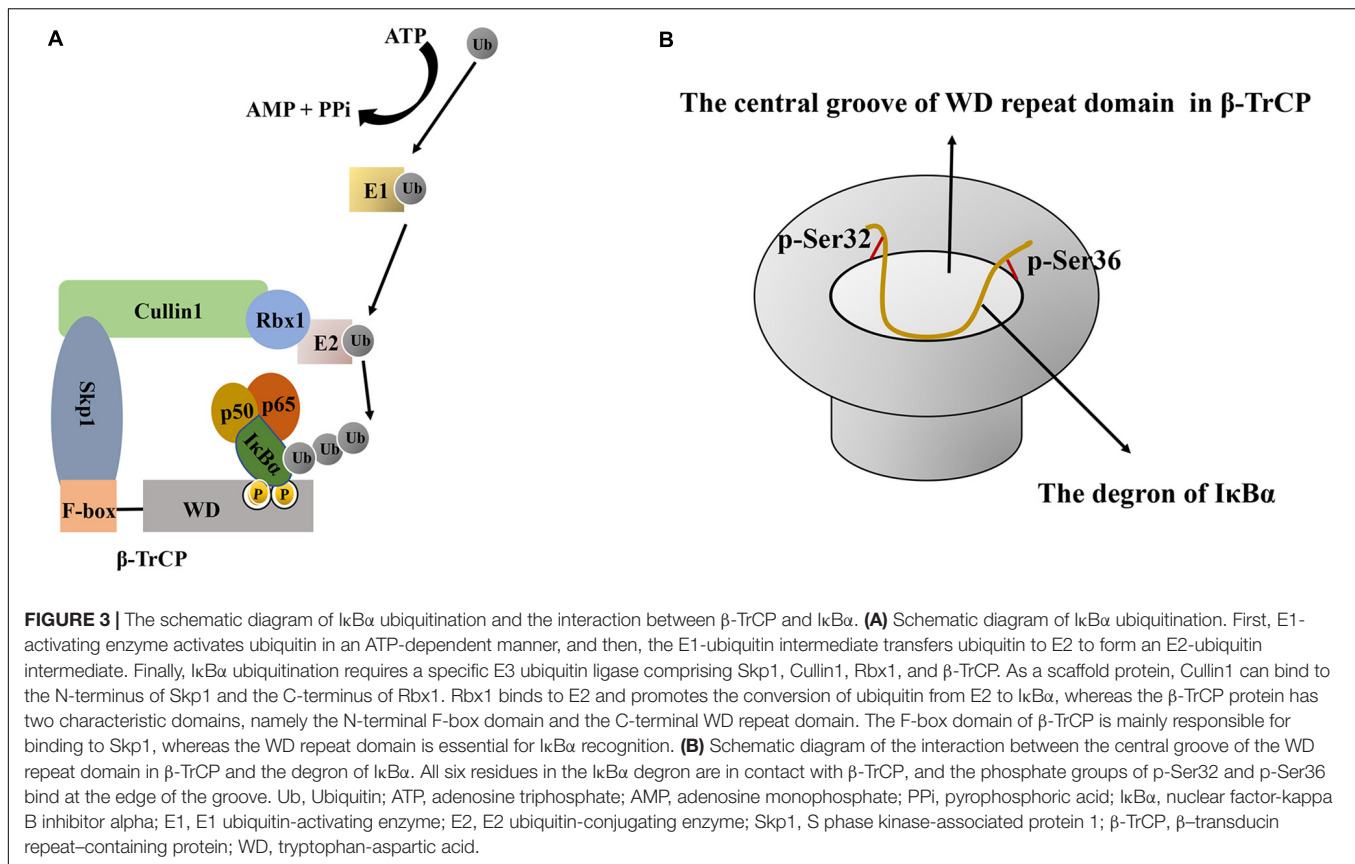 A
ATP
Ub
AMP + PPi
E1
Ub
Cullin1
Rbx1
E2
Ub
Skp1
p50
p65
IκBα
Ub
Ub
Ub
P
P
F-box
WD
β-TrCP
B
The central groove of WD repeat domain in β-TrCP
p-Ser32
p-Ser36
The degron of IκBα
FIGURE 3 | The schematic diagram of IκBα ubiquitination and the interaction between β-TrCP and IκBα. (A) Schematic diagram of IκBα ubiquitination. First, E1-
activating enzyme activates ubiquitin in an ATP-dependent manner, and then, the E1-ubiquitin intermediate transfers ubiquitin to E2 to form an E2-ubiquitin
intermediate. Finally, IκBα ubiquitination requires a specific E3 ubiquitin ligase comprising Skp1, Cullin1, Rbx1, and β-TrCP. As a scaffold protein, Cullin1 can bind to
the N-terminus of Skp1 and the C-terminus of Rbx1. Rbx1 binds to E2 and promotes the conversion of ubiquitin from E2 to IκBα, whereas the β-TrCP protein has
two characteristic domains, namely the N-terminal F-box domain and the C-terminal WD repeat domain. The F-box domain of β-TrCP is mainly responsible for
binding to Skp1, whereas the WD repeat domain is essential for IκBα recognition. (B) Schematic diagram of the interaction between the central groove of the WD
repeat domain in β-TrCP and the degron of IκBα. All six residues in the IκBα degron are in contact with β-TrCP, and the phosphate groups of p-Ser32 and p-Ser36
bind at the edge of the groove. Ub, Ubiquitin; ATP, adenosine triphosphate; AMP, adenosine monophosphate; PPi, pyrophosphoric acid; IκBα, nuclear factor-kappa
B inhibitor alpha; E1, E1 ubiquitin-activating enzyme; E2, E2 ubiquitin-conjugating enzyme; Skp1, S phase kinase-associated protein 1; β-TrCP, β–transducin
repeat–containing protein; WD, tryptophan-aspartic acid.